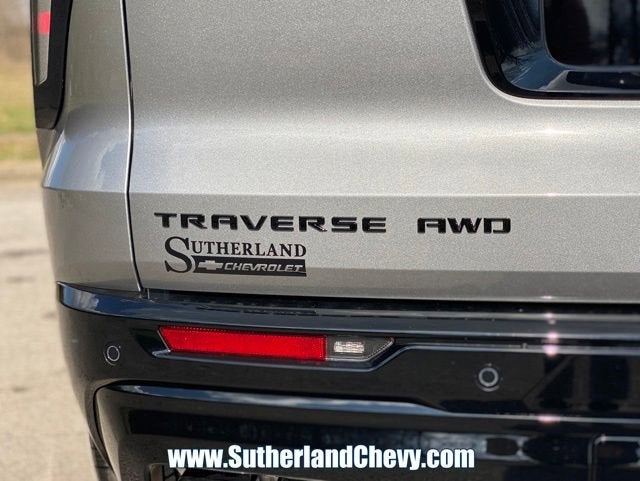 TRAVERSE AWD
SUTHERLAND
CHEVROLET
www.SutherlandChevy.com